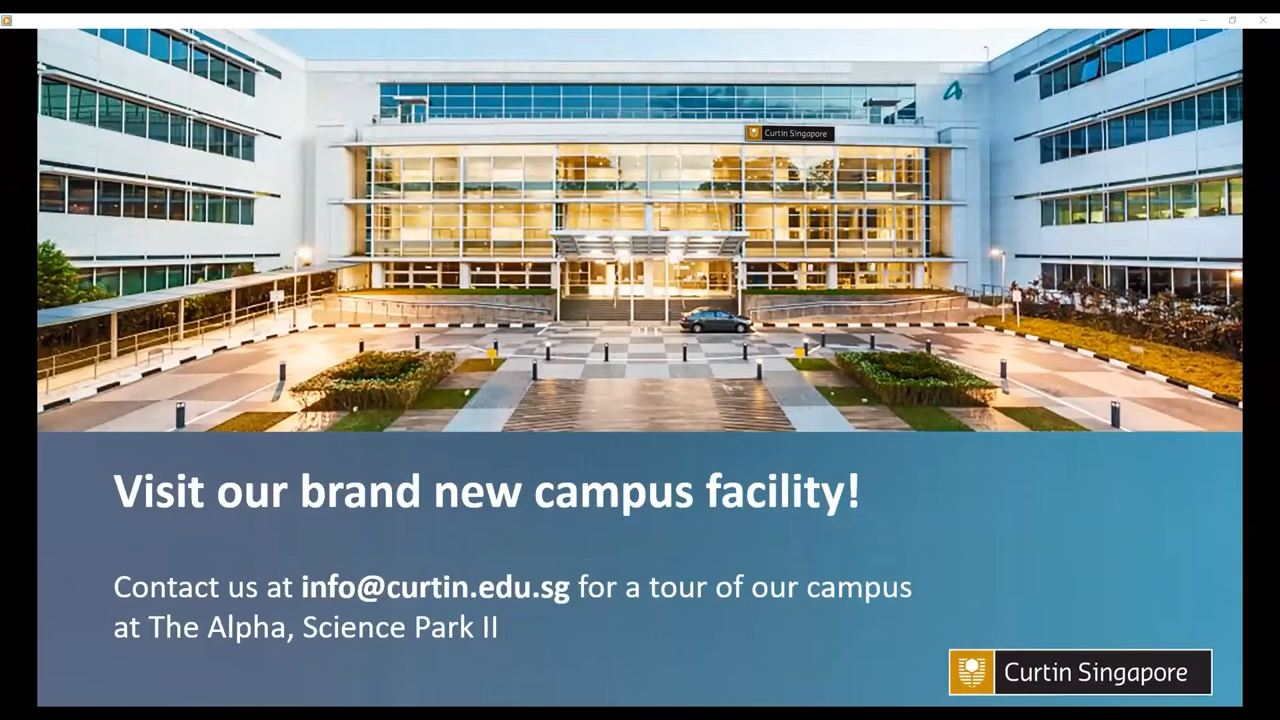 Curtin Singapore
Visit our brand new campus facility!
Contact us at info@curtin.edu.sg for a tour of our campus
at The Alpha, Science Park II
Curtin Singapore